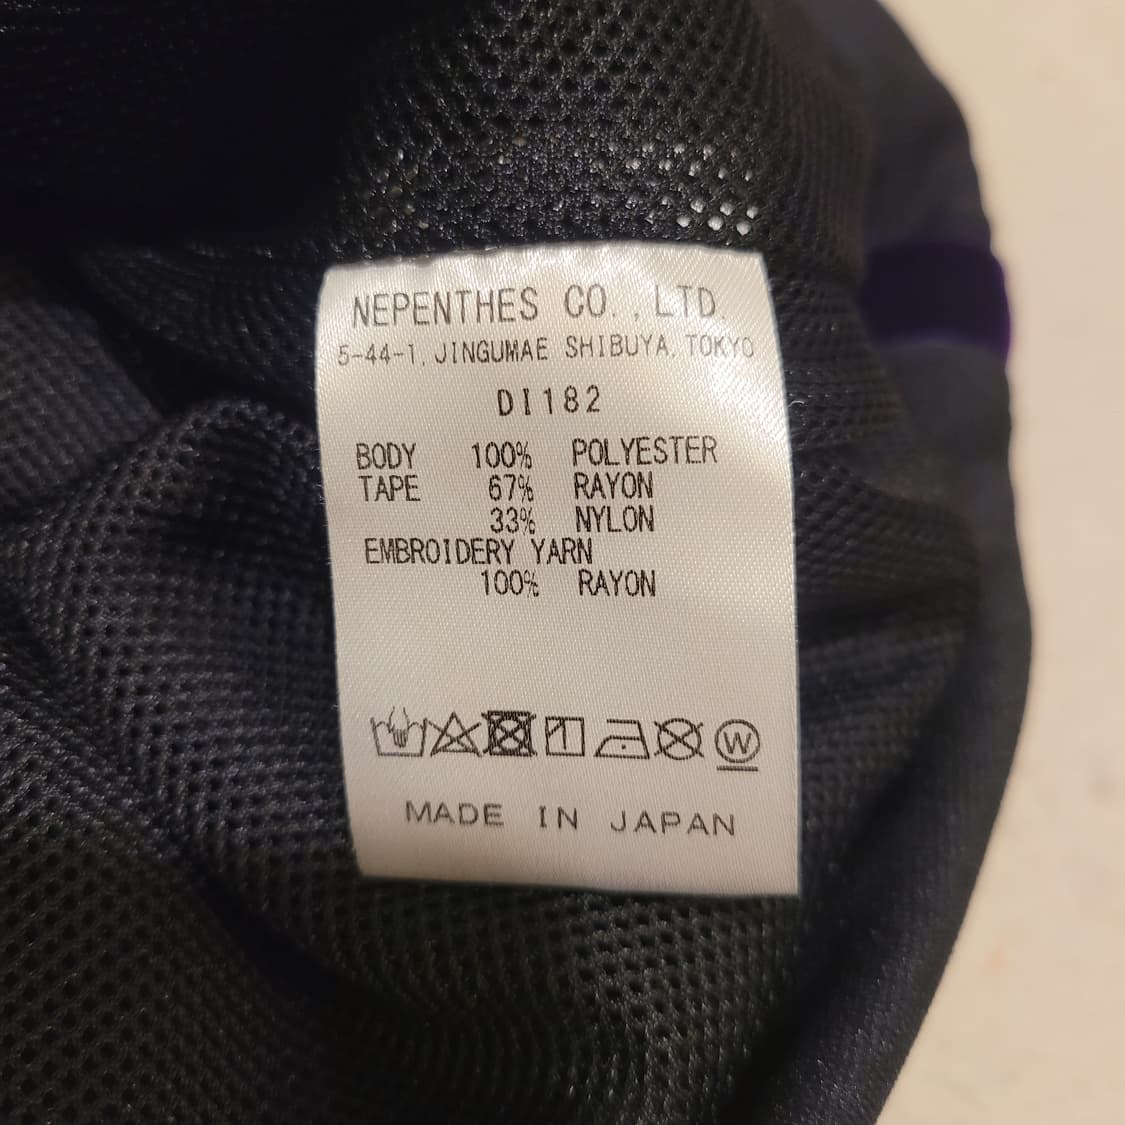 NEPENTHES CO., LTD.
5-44-1, JINGUMAE SHIBUYA, TOKYO
DI182
BODY 100% POLYESTER
TAPE 67% RAYON
33% NYLON
EMBROIDERY YARN
100% RAYON
W
MADE IN JAPAN